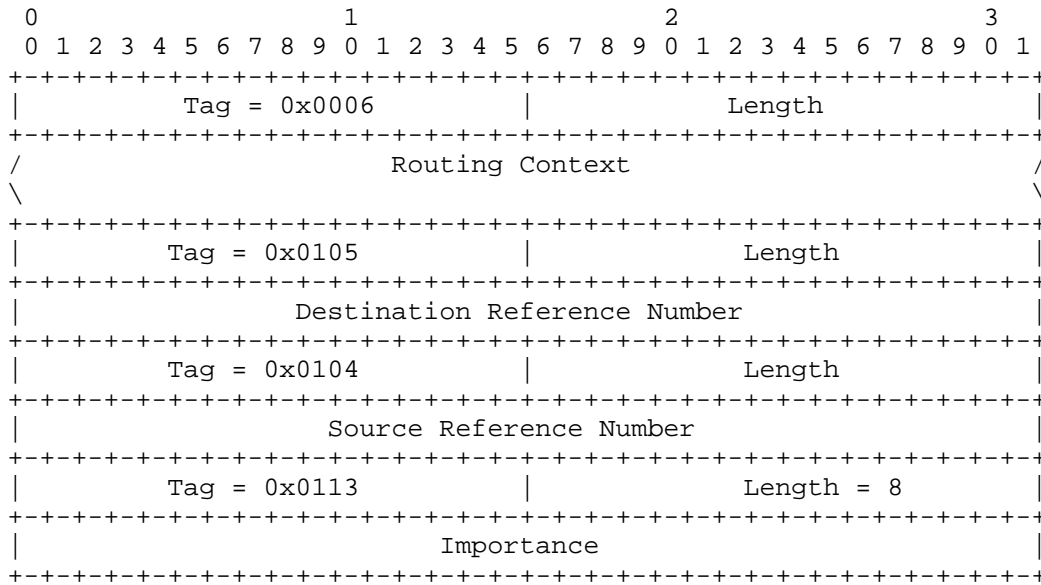 0                   1                   2                   3
 0 1 2 3 4 5 6 7 8 9 0 1 2 3 4 5 6 7 8 9 0 1 2 3 4 5 6 7 8 9 0 1
+-+-+-+-+-+-+-+-+-+-+-+-+-+-+-+-+-+-+-+-+-+-+-+-+-+-+-+-+-+-+-+-+
|          Tag = 0x0006         |            Length             |
+-+-+-+-+-+-+-+-+-+-+-+-+-+-+-+-+-+-+-+-+-+-+-+-+-+-+-+-+-+-+-+-+
/                       Routing Context                         /
\                                                               \
+-+-+-+-+-+-+-+-+-+-+-+-+-+-+-+-+-+-+-+-+-+-+-+-+-+-+-+-+-+-+-+-+
|         Tag = 0x0105          |             Length            |
+-+-+-+-+-+-+-+-+-+-+-+-+-+-+-+-+-+-+-+-+-+-+-+-+-+-+-+-+-+-+-+-+
|                 Destination Reference Number                  |
+-+-+-+-+-+-+-+-+-+-+-+-+-+-+-+-+-+-+-+-+-+-+-+-+-+-+-+-+-+-+-+-+
|         Tag = 0x0104          |             Length            |
+-+-+-+-+-+-+-+-+-+-+-+-+-+-+-+-+-+-+-+-+-+-+-+-+-+-+-+-+-+-+-+-+
|                   Source Reference Number                     |
+-+-+-+-+-+-+-+-+-+-+-+-+-+-+-+-+-+-+-+-+-+-+-+-+-+-+-+-+-+-+-+-+
|         Tag = 0x0113          |             Length = 8        |
+-+-+-+-+-+-+-+-+-+-+-+-+-+-+-+-+-+-+-+-+-+-+-+-+-+-+-+-+-+-+-+-+
|                          Importance                           |
+-+-+-+-+-+-+-+-+-+-+-+-+-+-+-+-+-+-+-+-+-+-+-+-+-+-+-+-+-+-+-+-+